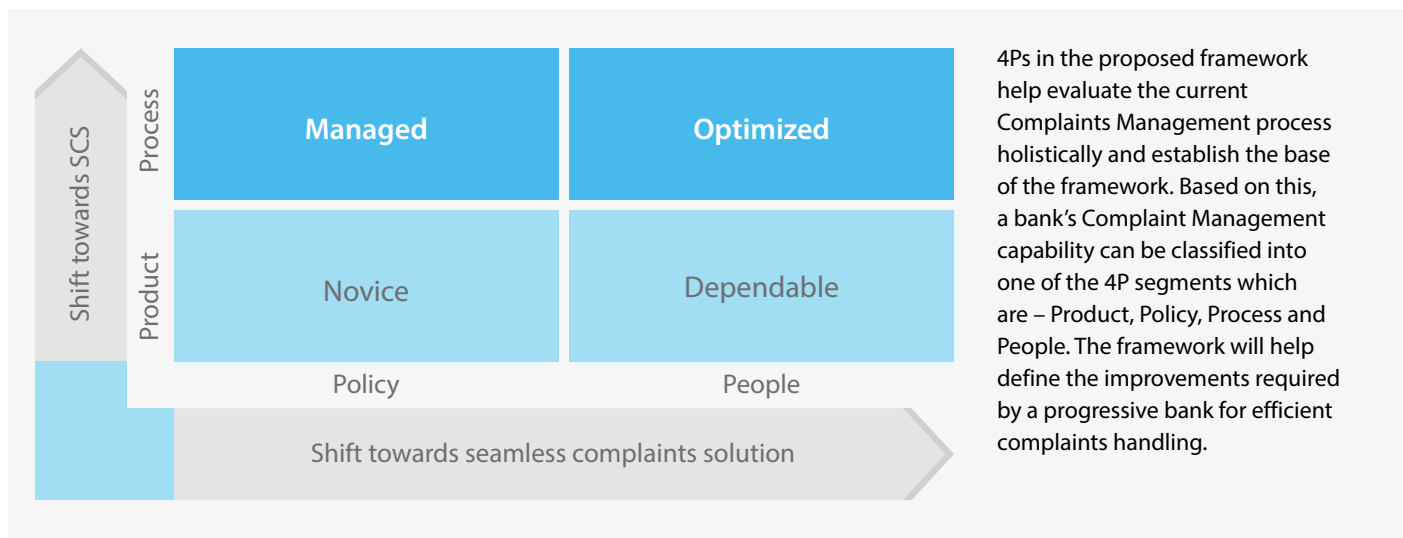 Shift towards SCS
Process
Managed
Optimized
Product
Novice
Dependable
Policy
People
Shift towards seamless complaints solution
4Ps in the proposed framework
help evaluate the current
Complaints Management process
holistically and establish the base
of the framework. Based on this,
a bank’s Complaint Management
capability can be classified into
one of the 4P segments which
are – Product, Policy, Process and
People. The framework will help
define the improvements required
by a progressive bank for efficient
complaints handling.